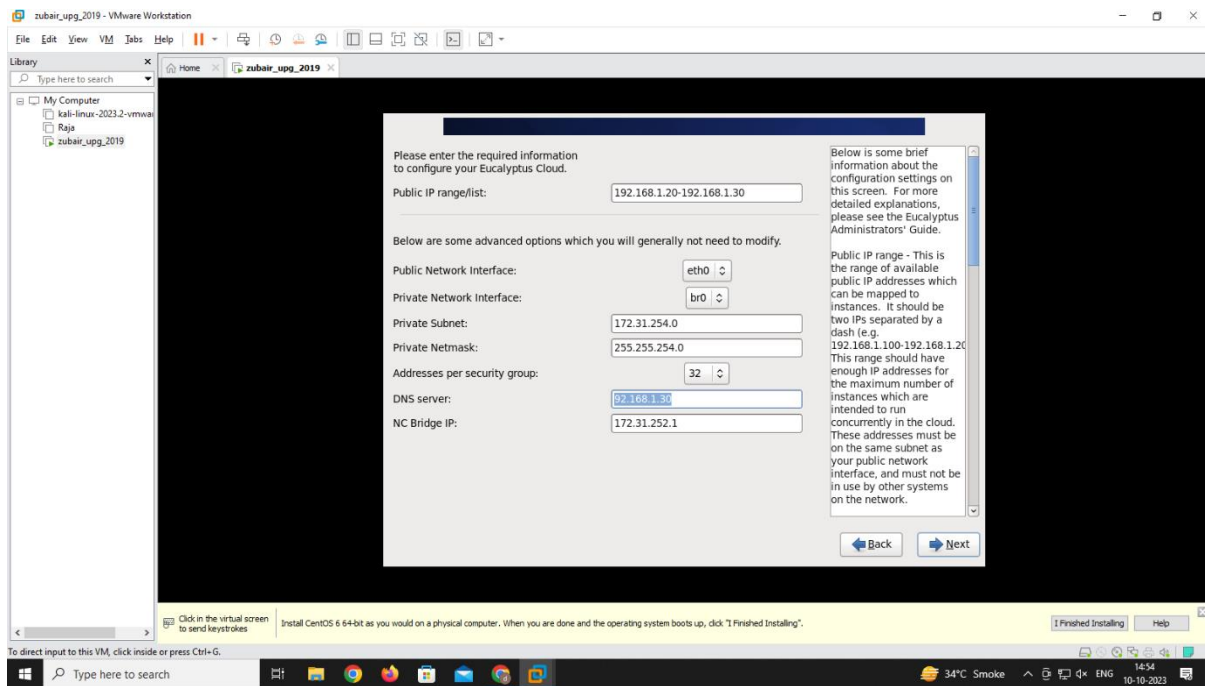 zubair_upg_2019 - VMware Workstation
File Edit View VM Tabs Help
Library
Type here to search
My Computer
kali-linux-2023.2-vmwar
Raja
zubair_upg_2019
Home
zubair_upg_2019
Please enter the required information
to configure your Eucalyptus Cloud.
Public IP range/list: 192.168.1.20-192.168.1.30
Below are some advanced options which you will generally not need to modify.
Public Network Interface: eth0
Private Network Interface: br0
Private Subnet: 172.31.254.0
Private Netmask: 255.255.254.0
Addresses per security group: 32
DNS server: 92.168.1.30
NC Bridge IP: 172.31.252.1
Below is some brief
information about the
configuration settings on
this screen. For more
detailed explanations,
please see the Eucalyptus
Administrators' Guide.
Public IP range - This is
the range of available
public IP addresses which
can be mapped to
instances. It should be
two IPs separated by a
dash (e.g.
192.168.1.100-192.168.1.20
This range should have
enough IP addresses for
the maximum number of
instances which are
intended to run
concurrently in the cloud.
These addresses must be
on the same subnet as
your public network
interface, and must not be
in use by other systems
on the network.
Back Next
Click in the virtual screen
to send keystrokes
Install CentOS 6 64-bit as you would on a physical computer. When you are done and the operating system boots up, click "I Finished Installing".
I Finished Installing Help
To direct input to this VM, click inside or press Ctrl+G.
Type here to search
34°C Smoke
ENG
14:54
10-10-2023